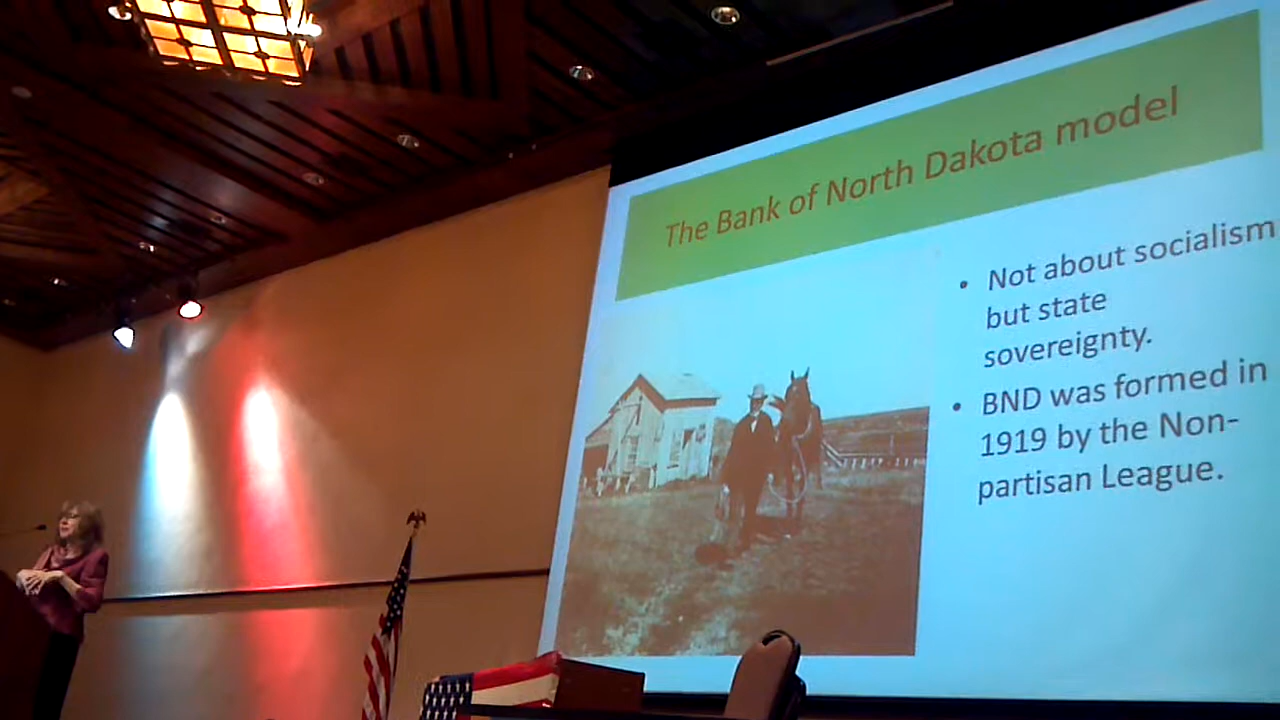 The Bank of North Dakota model
• Not about socialism
but state
sovereignty.
• BND was formed in
1919 by the Non-
partisan League.